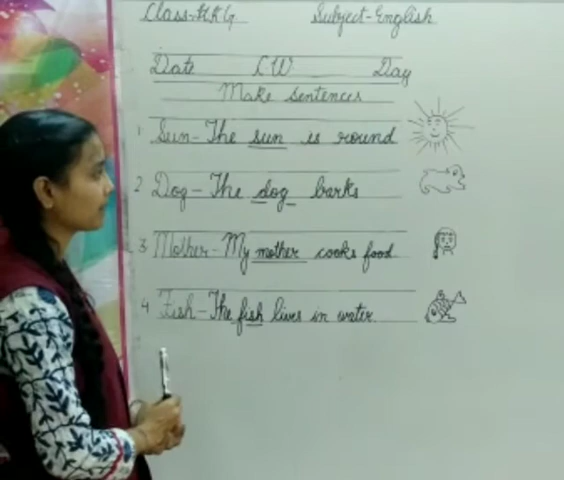 Class-HKG Subject-English
Date CW Day
Make Sentences
1 Sun-The sun is round
2 Dog-The dog barks
3 Mother-My mother cooks food
4 Fish-The fish lives in water.